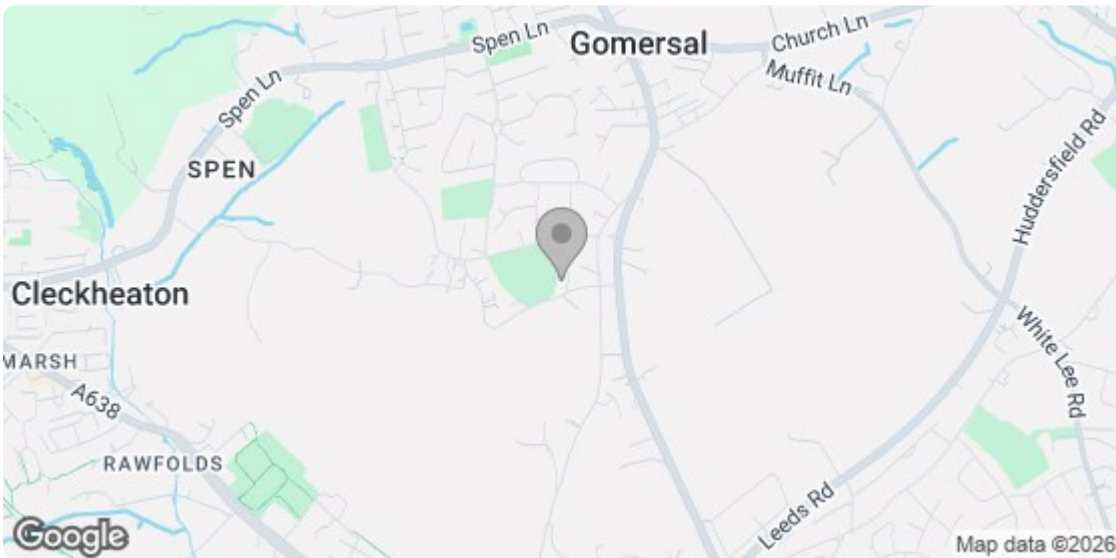 Spen Ln
Gomersal
Church Ln
Muffit Ln
Spen Ln
SPEN
Huddersfield Rd
Cleckheaton
MARSH
A638
White Lee Rd
RAWFOLDS
Leeds Rd
Google
Map data ©2026